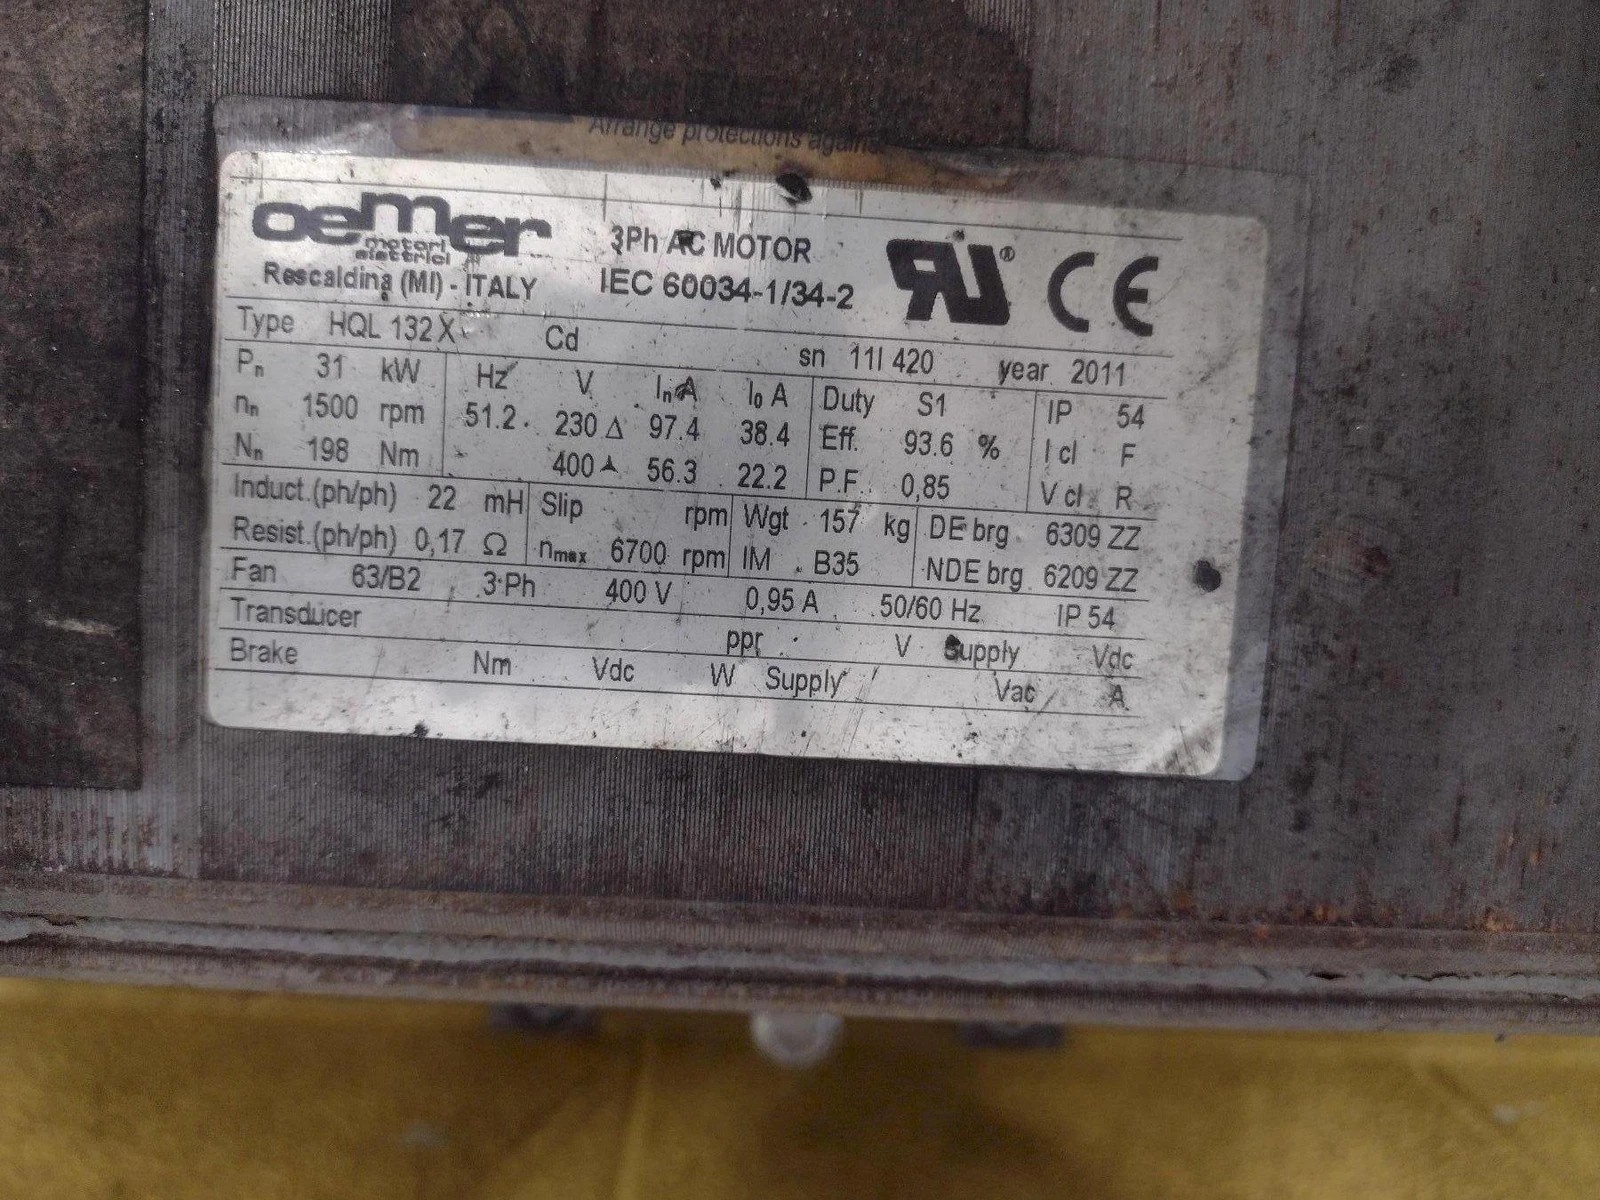 Arrange protections against
oemer
motori
elettrici
Rescaldina (MI) - ITALY
3Ph AC MOTOR
IEC 60034-1/34-2
RU ® CE
Type HQL 132 X Cd sn 11I 420 year 2011
Pn 31 kW Hz V In A I0 A Duty S1 IP 54
nn 1500 rpm 51.2 230 Δ 97.4 38.4 Eff. 93.6 % I cl F
Nn 198 Nm 400 ⅄ 56.3 22.2 P.F. 0,85 V cl R
Induct.(ph/ph) 22 mH Slip rpm Wgt 157 kg DE brg 6309 ZZ
Resist.(ph/ph) 0,17 Ω nmax 6700 rpm IM B35 NDE brg 6209 ZZ
Fan 63/B2 3 Ph 400 V 0,95 A 50/60 Hz IP 54
Transducer ppr V Supply Vdc
Brake Nm Vdc W Supply Vac A